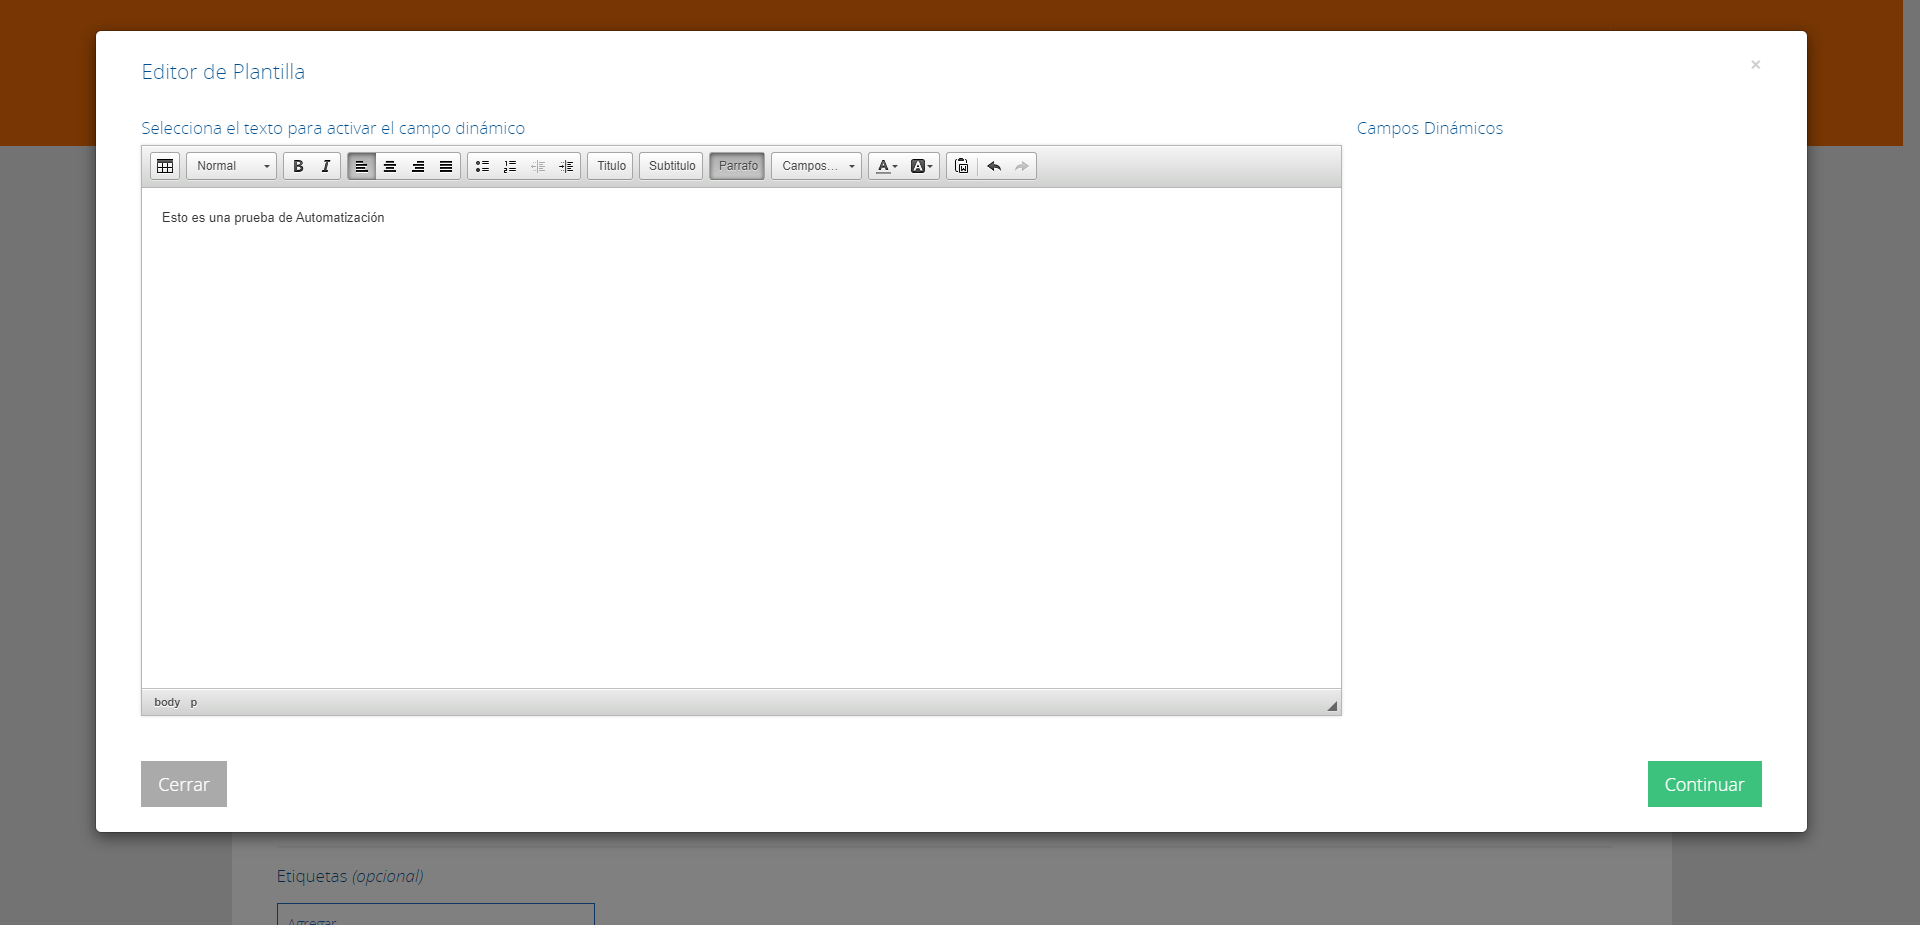 Editor de Plantilla
×
Selecciona el texto para activar el campo dinámico
Campos Dinámicos
Normal B I Titulo Subtitulo Parrafo Campos... A A
Esto es una prueba de Automatización
body p
Cerrar
Continuar
Etiquetas (opcional)
Agregar